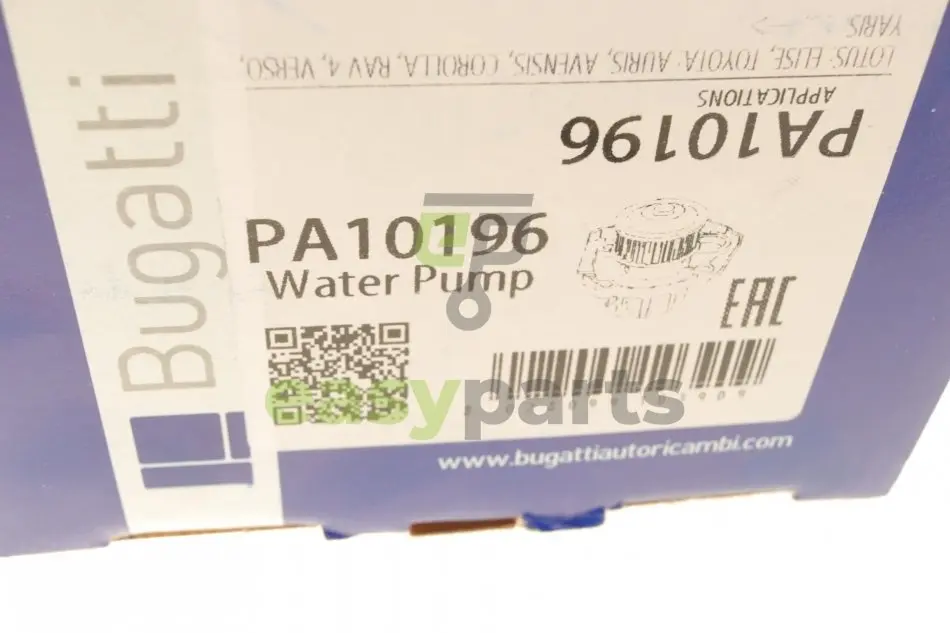 YARIS
LOTUS: ELISE, TOYOTA: AURIS, AVENSIS, COROLLA, RAV 4, VERSO,
APPLICATIONS
PA10196
Bugatti
PA10196
Water Pump
EAC
easyparts
www.bugattiautoricambi.com